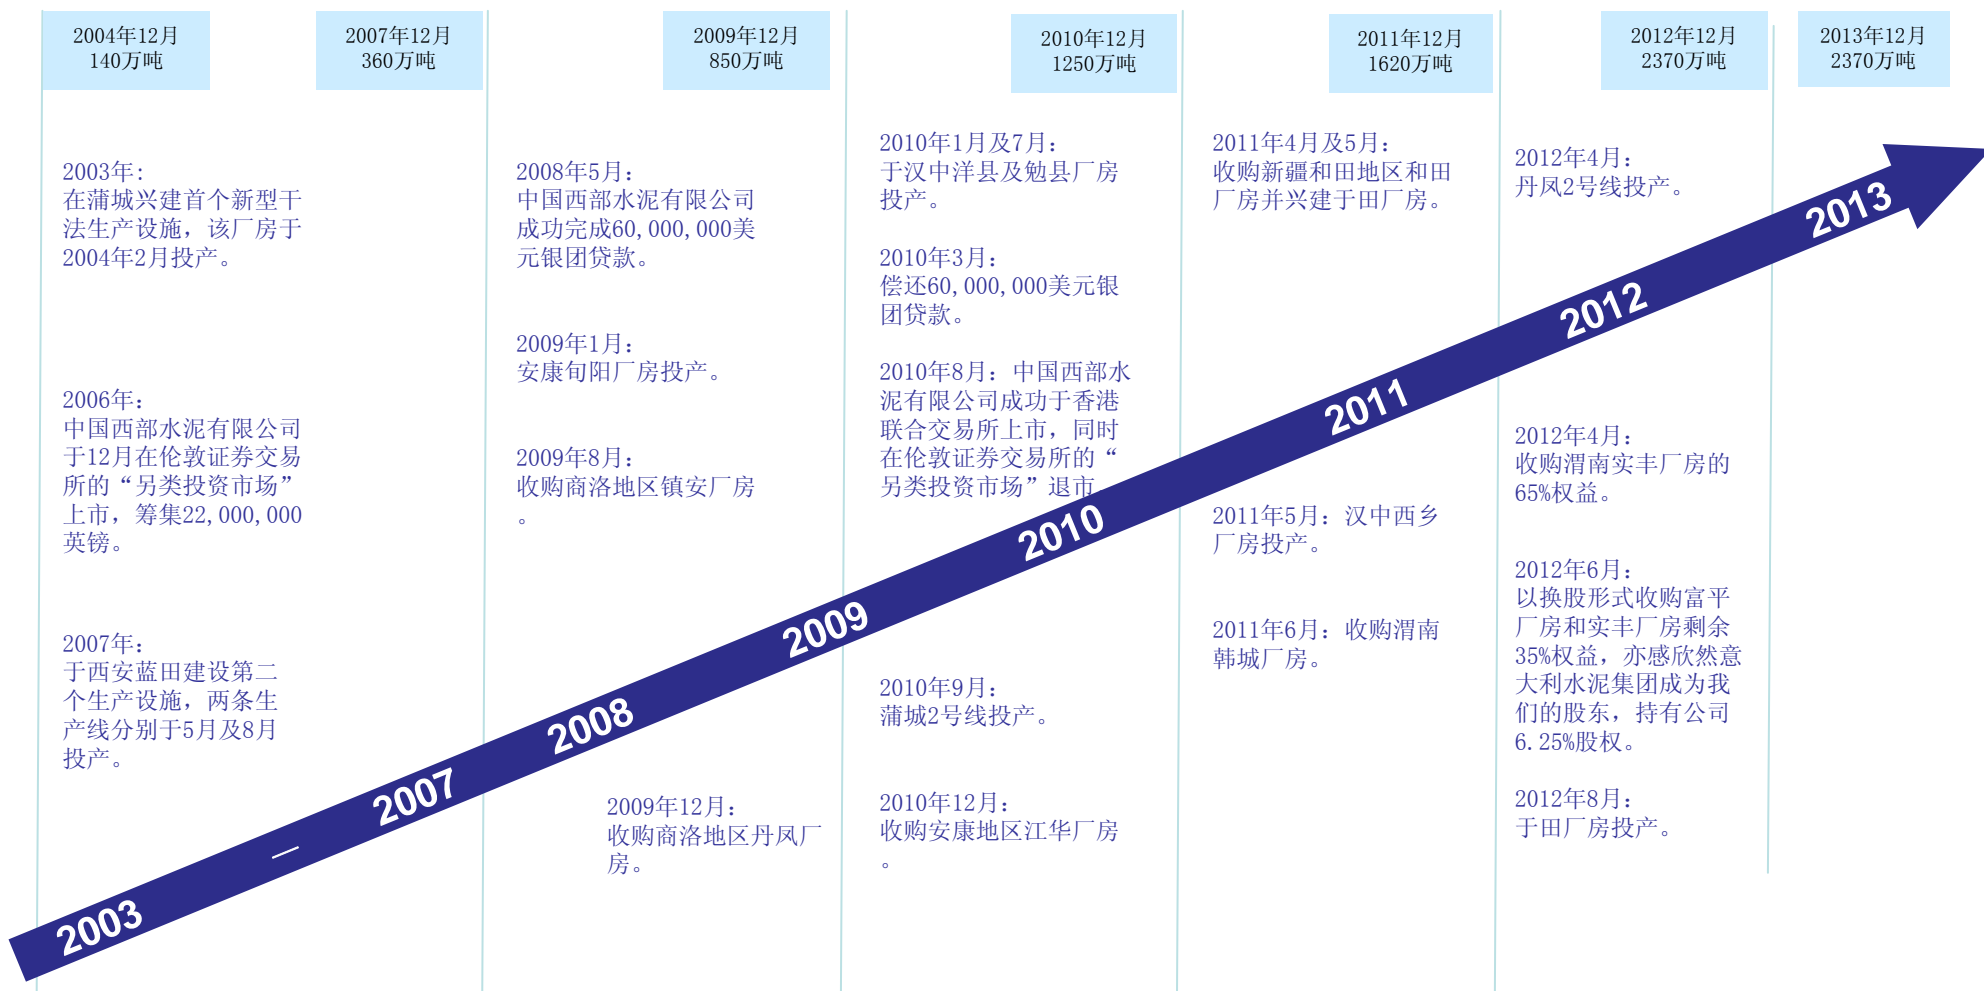 2004年12月
140万吨
2007年12月
360万吨
2009年12月
850万吨
2010年12月
1250万吨
2011年12月
1620万吨
2012年12月
2370万吨
2013年12月
2370万吨
2003年:
在蒲城兴建首个新型干
法生产设施，该厂房于
2004年2月投产。
2006年：
中国西部水泥有限公司
于12月在伦敦证券交易
所的“另类投资市场”
上市，筹集22,000,000
英镑。
2007年：
于西安蓝田建设第二
个生产设施，两条生
产线分别于5月及8月
投产。
2008年5月：
中国西部水泥有限公司
成功完成60,000,000美
元银团贷款。
2009年1月：
安康旬阳厂房投产。
2009年8月：
收购商洛地区镇安厂房
。
2009年12月：
收购商洛地区丹凤厂
房。
2010年1月及7月：
于汉中洋县及勉县厂房
投产。
2010年3月：
偿还60,000,000美元银
团贷款。
2010年8月：中国西部水
泥有限公司成功于香港
联合交易所上市，同时
在伦敦证券交易所的“
另类投资市场”退市。
2010年9月：
蒲城2号线投产。
2010年12月：
收购安康地区江华厂房
。
2011年4月及5月：
收购新疆和田地区和田
厂房并兴建于田厂房。
2011年5月：汉中西乡
厂房投产。
2011年6月：收购渭南
韩城厂房。
2012年4月：
丹凤2号线投产。
2012年4月：
收购渭南实丰厂房的
65%权益。
2012年6月：
以换股形式收购富平
厂房和实丰厂房剩余
35%权益，亦感欣然意
大利水泥集团成为我
们的股东，持有公司
6.25%股权。
2012年8月：
于田厂房投产。
2003
—
2007
2008
2009
2010
2011
2012
2013